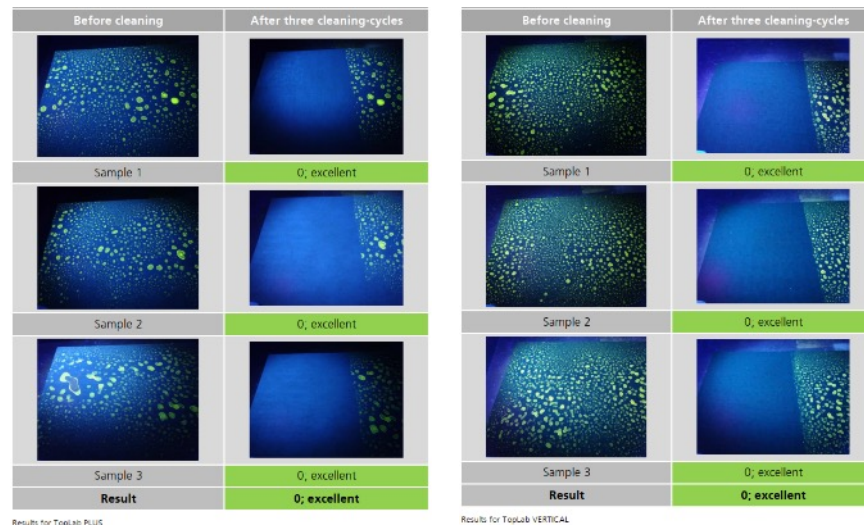 Before cleaning After three cleaning-cycles
Sample 1 0; excellent
Sample 2 0; excellent
Sample 3 0; excellent
Result 0; excellent
Results for TopLab PLUS
Before cleaning After three cleaning-cycles
Sample 1 0; excellent
Sample 2 0; excellent
Sample 3 0; excellent
Result 0; excellent
Results for TopLab VERTICAL